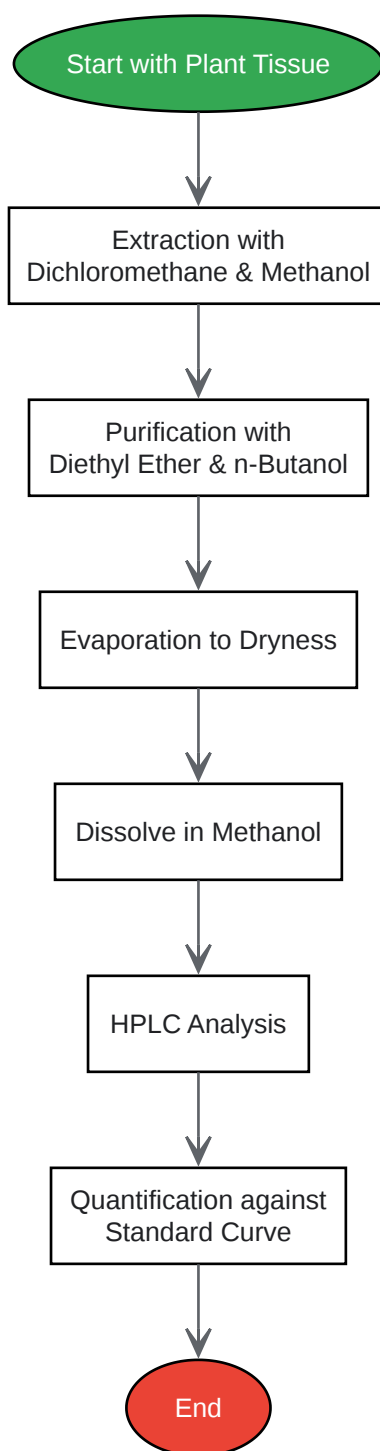 Start with Plant Tissue
Extraction with
Dichloromethane & Methanol
Purification with
Diethyl Ether & n-Butanol
Evaporation to Dryness
Dissolve in Methanol
HPLC Analysis
Quantification against
Standard Curve
End